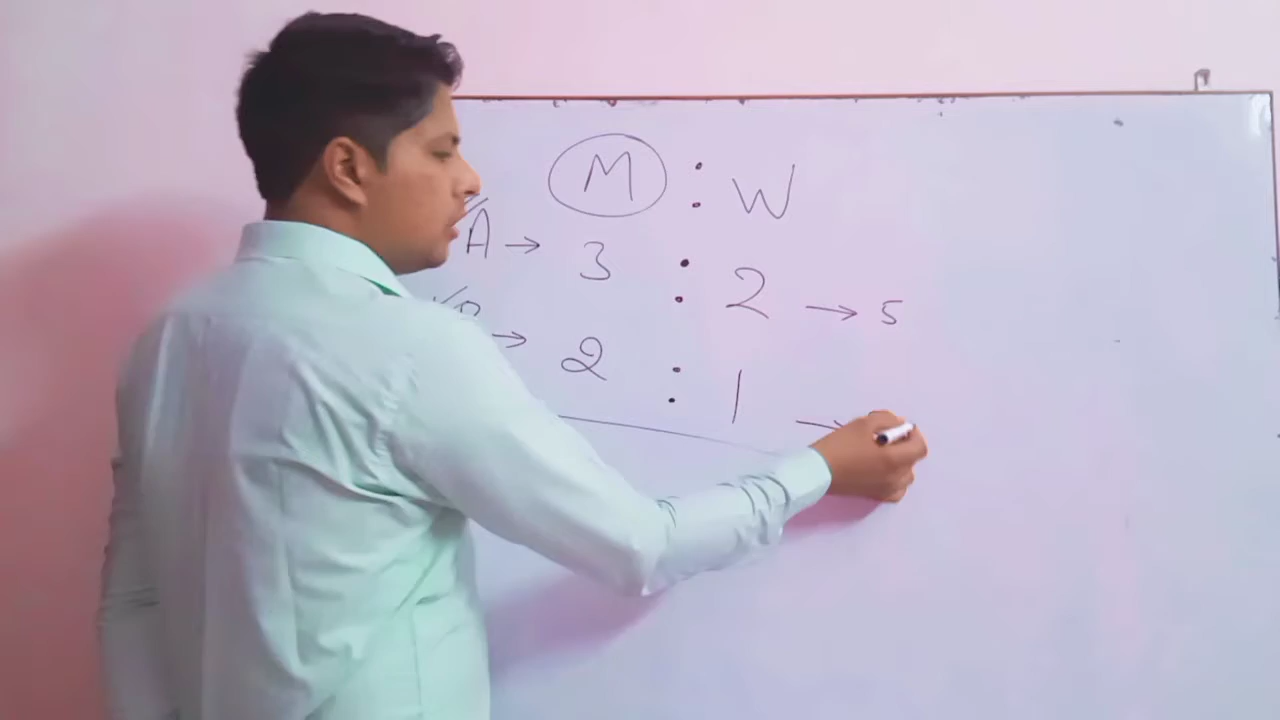 M : W
A → 3 : 2 → 5
→ 2 : 1 →